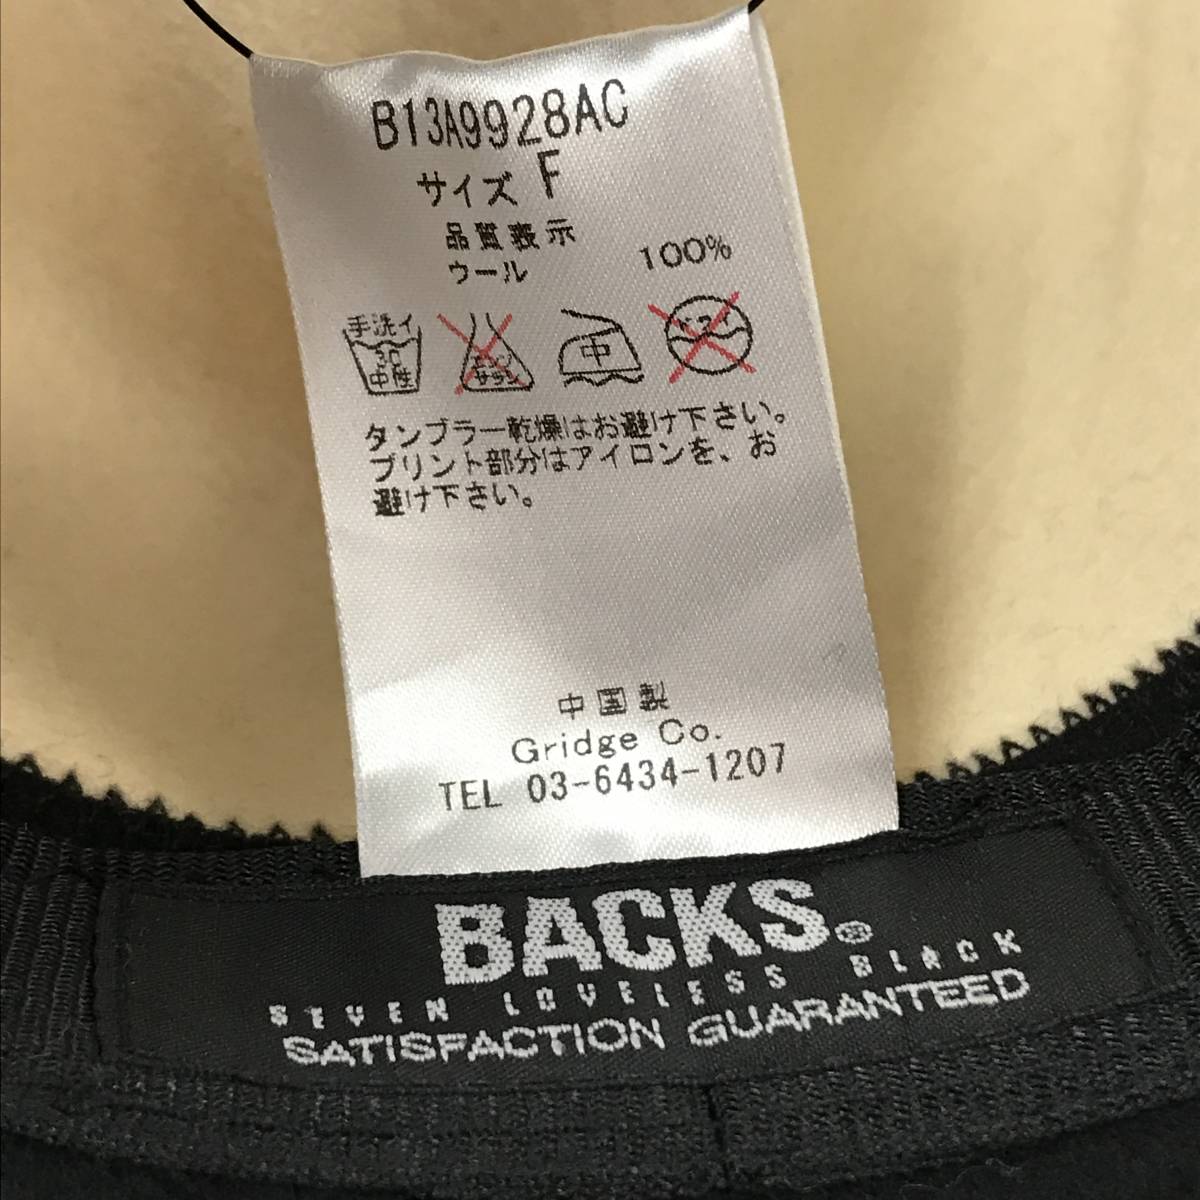 B13A9928AC
サイズ F
品質表示
ウール 100%
手洗イ
30
中性
エンソ
サラシ
中
ドライ
タンブラー乾燥はお避け下さい。
プリント部分はアイロンを、お
避け下さい。
中国製
Gridge Co.
TEL 03-6434-1207
BACKS®
SEVEN LOVELESS BLACK
SATISFACTION GUARANTEED